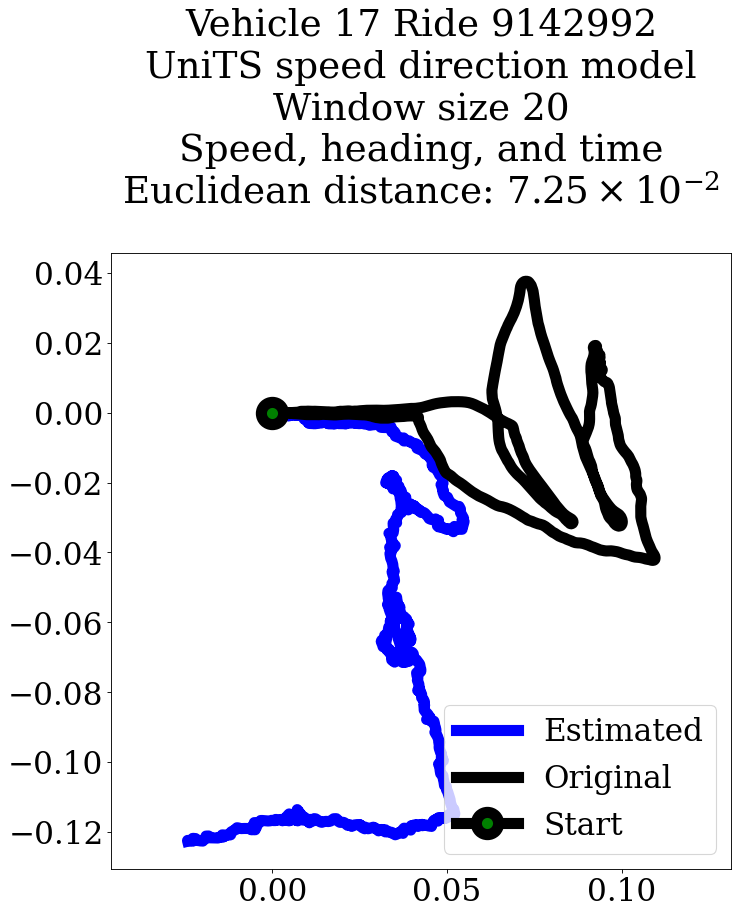 Vehicle 17 Ride 9142992
UniTS speed direction model
Window size 20
Speed, heading, and time
Euclidean distance: 7.25 × 10⁻²
0.04
0.02
0.00
−0.02
−0.04
−0.06
−0.08
−0.10
−0.12
Estimated
Original
Start
0.00 0.05 0.10